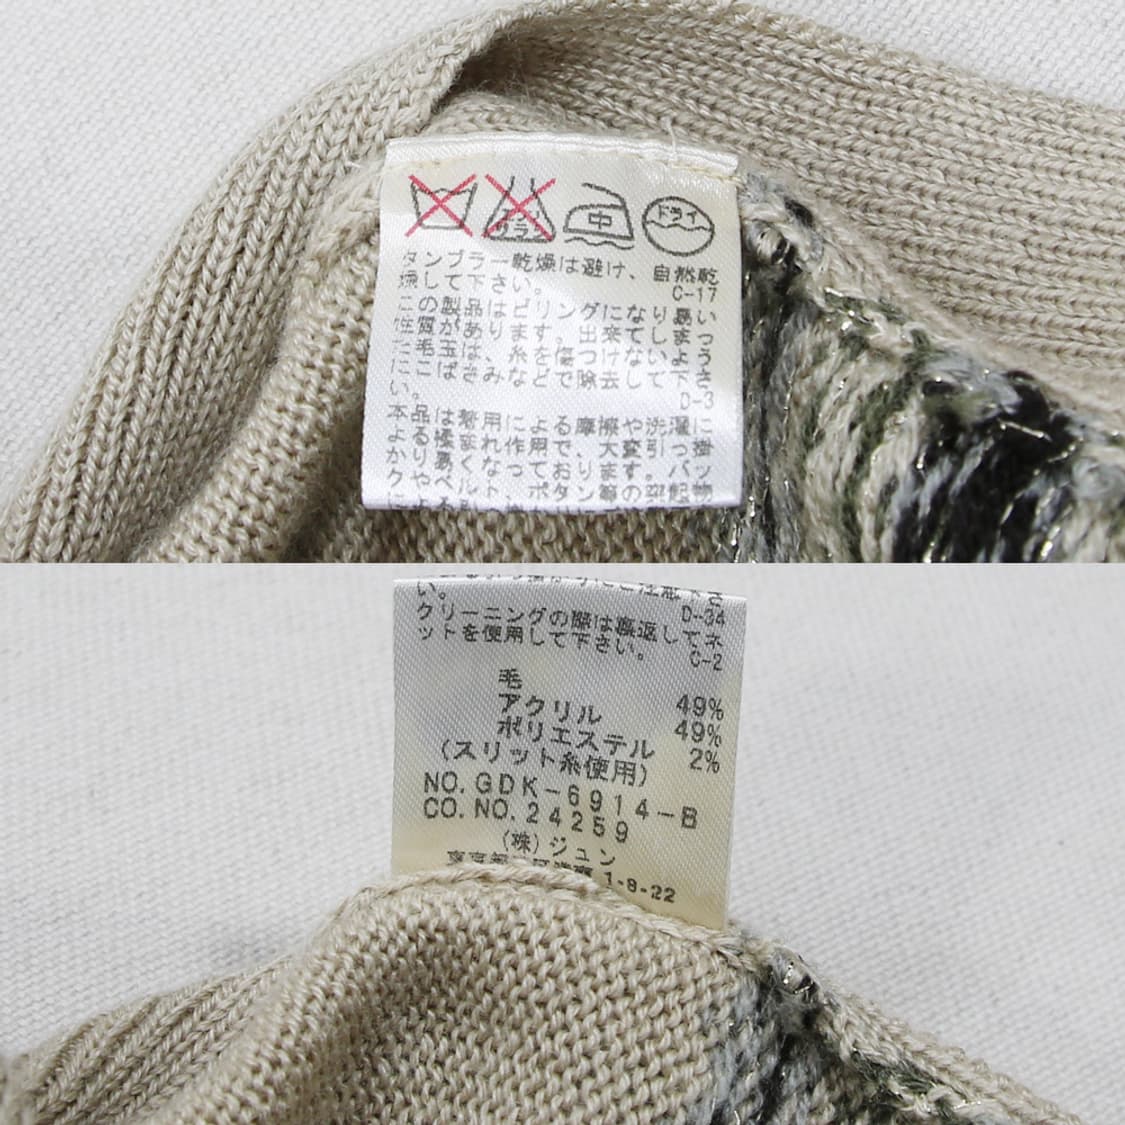 エンソ
サラシ
中
ドライ
タンブラー乾燥は避け、自然乾
燥して下さい。
C-17
この製品はピリングになり易い
性質があります。出来てしまっ
た毛玉は、糸を傷つけないよう
にこばさみなどで除去して下さ
い。
D-3
本品は着用による摩擦や洗濯に
よる揉まれ作用で、大変引っ掛
かり易くなっております。バッ
クやベルト、ボタン等の
い。
D-34
クリーニングの際は裏返してネ
ットを使用して下さい。
C-2
毛 49%
アクリル 49%
ポリエステル 2%
(スリット糸使用)
NO.GDK-6914-B
CO.NO.24259
(株)ジュン
1-8-22